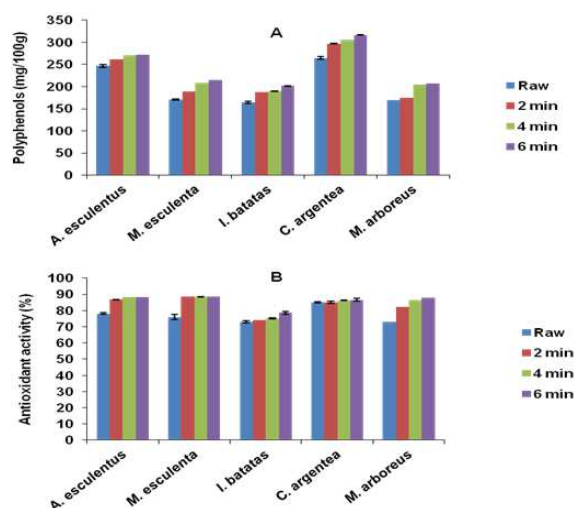 A
Polyphenols (mg/100g)
350
300
250
200
150
100
50
0
A. esculentus
M. esculenta
I. batatas
C. argentea
M. arboreus
Raw
2 min
4 min
6 min
B
Antioxidant activity (%)
100
90
80
70
60
50
40
30
20
10
0
A. esculentus
M. esculenta
I. batatas
C. argentea
M. arboreus
Raw
2 min
4 min
6 min